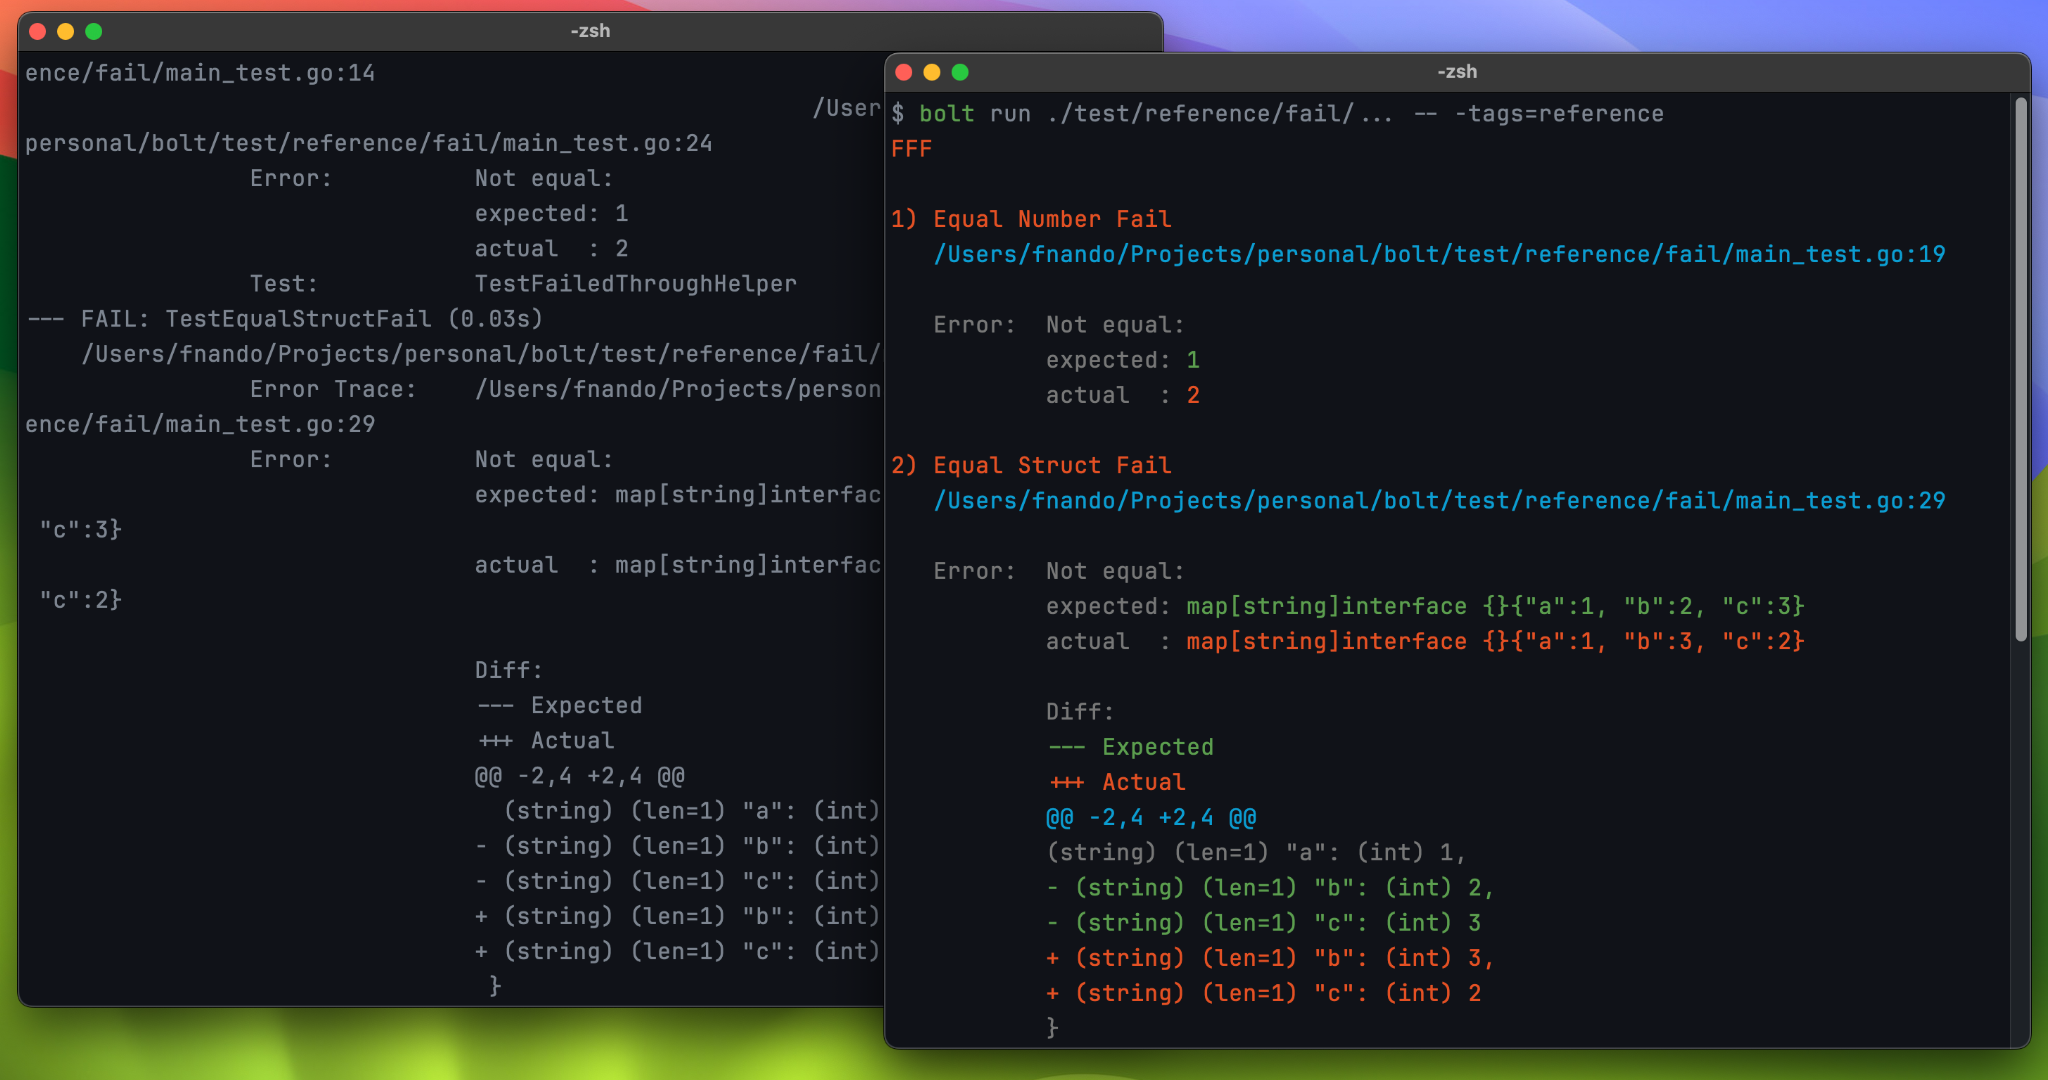 -zsh
ence/fail/main_test.go:14
/User
personal/bolt/test/reference/fail/main_test.go:24
Error: Not equal:
expected: 1
actual  : 2
Test: TestFailedThroughHelper
--- FAIL: TestEqualStructFail (0.03s)
/Users/fnando/Projects/personal/bolt/test/reference/fail/
Error Trace: /Users/fnando/Projects/person
ence/fail/main_test.go:29
Error: Not equal:
expected: map[string]interfac
"c":3}
actual  : map[string]interfac
"c":2}
Diff:
--- Expected
+++ Actual
@@ -2,4 +2,4 @@
(string) (len=1) "a": (int)
- (string) (len=1) "b": (int)
- (string) (len=1) "c": (int)
+ (string) (len=1) "b": (int)
+ (string) (len=1) "c": (int)
}
-zsh
$ bolt run ./test/reference/fail/... -- -tags=reference
FFF
1) Equal Number Fail
/Users/fnando/Projects/personal/bolt/test/reference/fail/main_test.go:19
Error: Not equal:
expected: 1
actual  : 2
2) Equal Struct Fail
/Users/fnando/Projects/personal/bolt/test/reference/fail/main_test.go:29
Error: Not equal:
expected: map[string]interface {}{"a":1, "b":2, "c":3}
actual  : map[string]interface {}{"a":1, "b":3, "c":2}
Diff:
--- Expected
+++ Actual
@@ -2,4 +2,4 @@
(string) (len=1) "a": (int) 1,
- (string) (len=1) "b": (int) 2,
- (string) (len=1) "c": (int) 3
+ (string) (len=1) "b": (int) 3,
+ (string) (len=1) "c": (int) 2
}